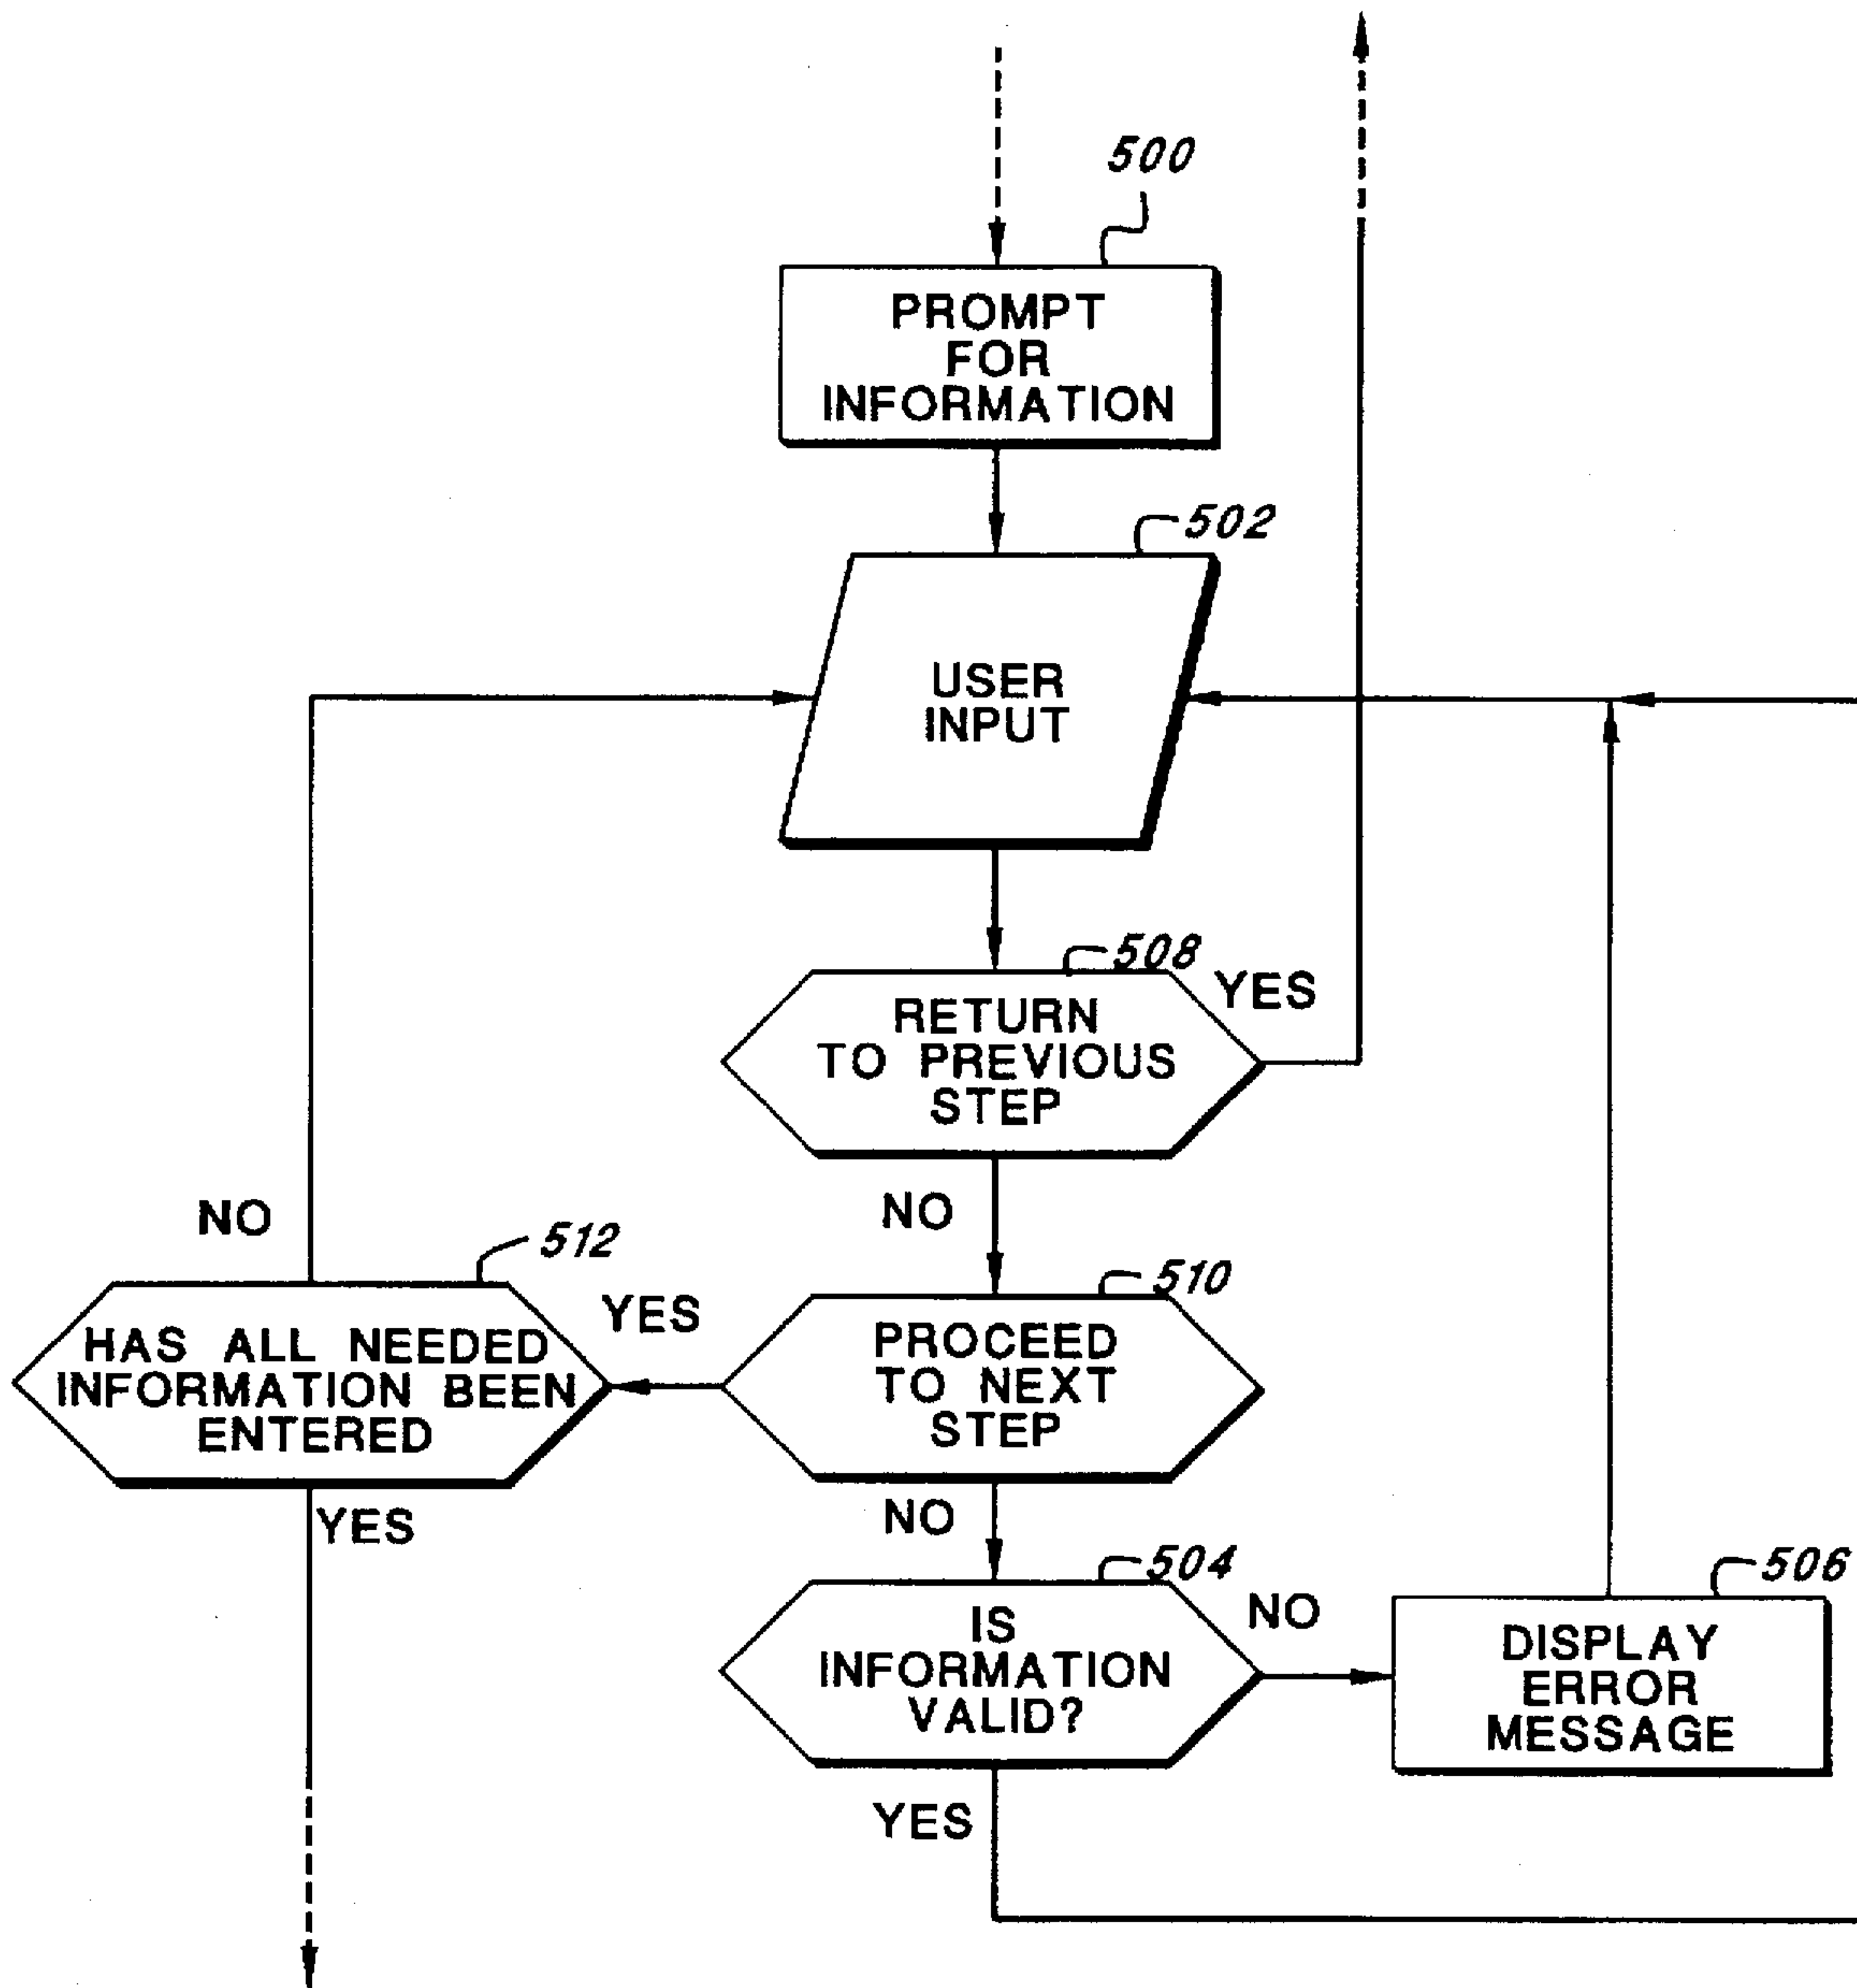 500
PROMPT
FOR
INFORMATION
502
USER
INPUT
508
YES
RETURN
TO PREVIOUS
STEP
NO
NO
512
510
YES
HAS ALL NEEDED
INFORMATION BEEN
ENTERED
PROCEED
TO NEXT
STEP
YES
NO
504
506
NO
IS
INFORMATION
VALID?
DISPLAY
ERROR
MESSAGE
YES